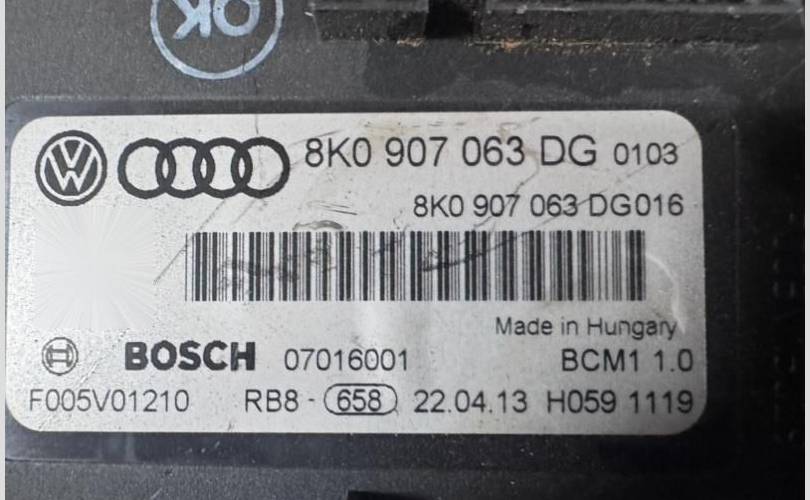 OK
8K0 907 063 DG 0103
8K0 907 063 DG016
Made in Hungary
BOSCH 07016001 BCM1 1.0
F005V01210 RB8 - 658 22.04.13 H059 1119